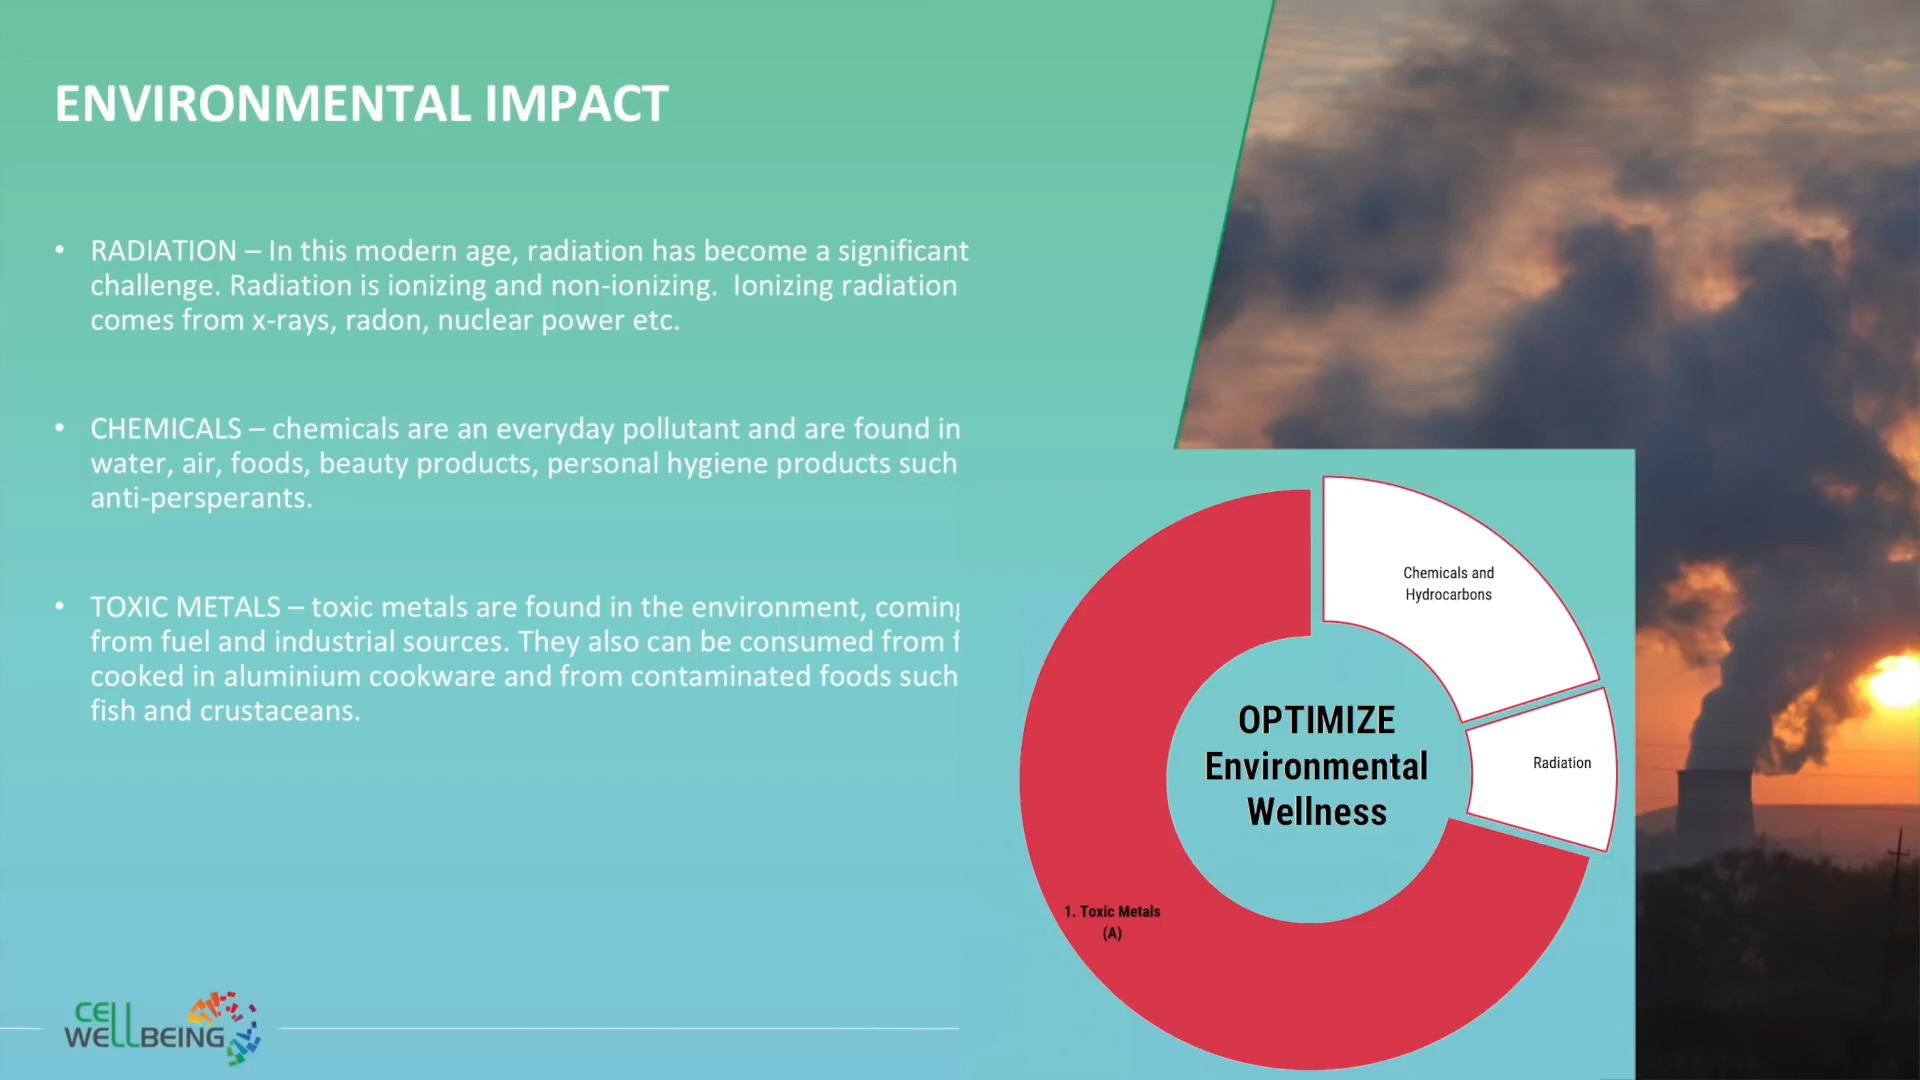 ENVIRONMENTAL IMPACT
• RADIATION – In this modern age, radiation has become a significant
challenge. Radiation is ionizing and non-ionizing. Ionizing radiation
comes from x-rays, radon, nuclear power etc.
• CHEMICALS – chemicals are an everyday pollutant and are found in
water, air, foods, beauty products, personal hygiene products such
anti-persperants.
• TOXIC METALS – toxic metals are found in the environment, coming
from fuel and industrial sources. They also can be consumed from
cooked in aluminium cookware and from contaminated foods such
fish and crustaceans.
Chemicals and
Hydrocarbons
Radiation
OPTIMIZE
Environmental
Wellness
1. Toxic Metals
(A)
CELL
WELLBEING